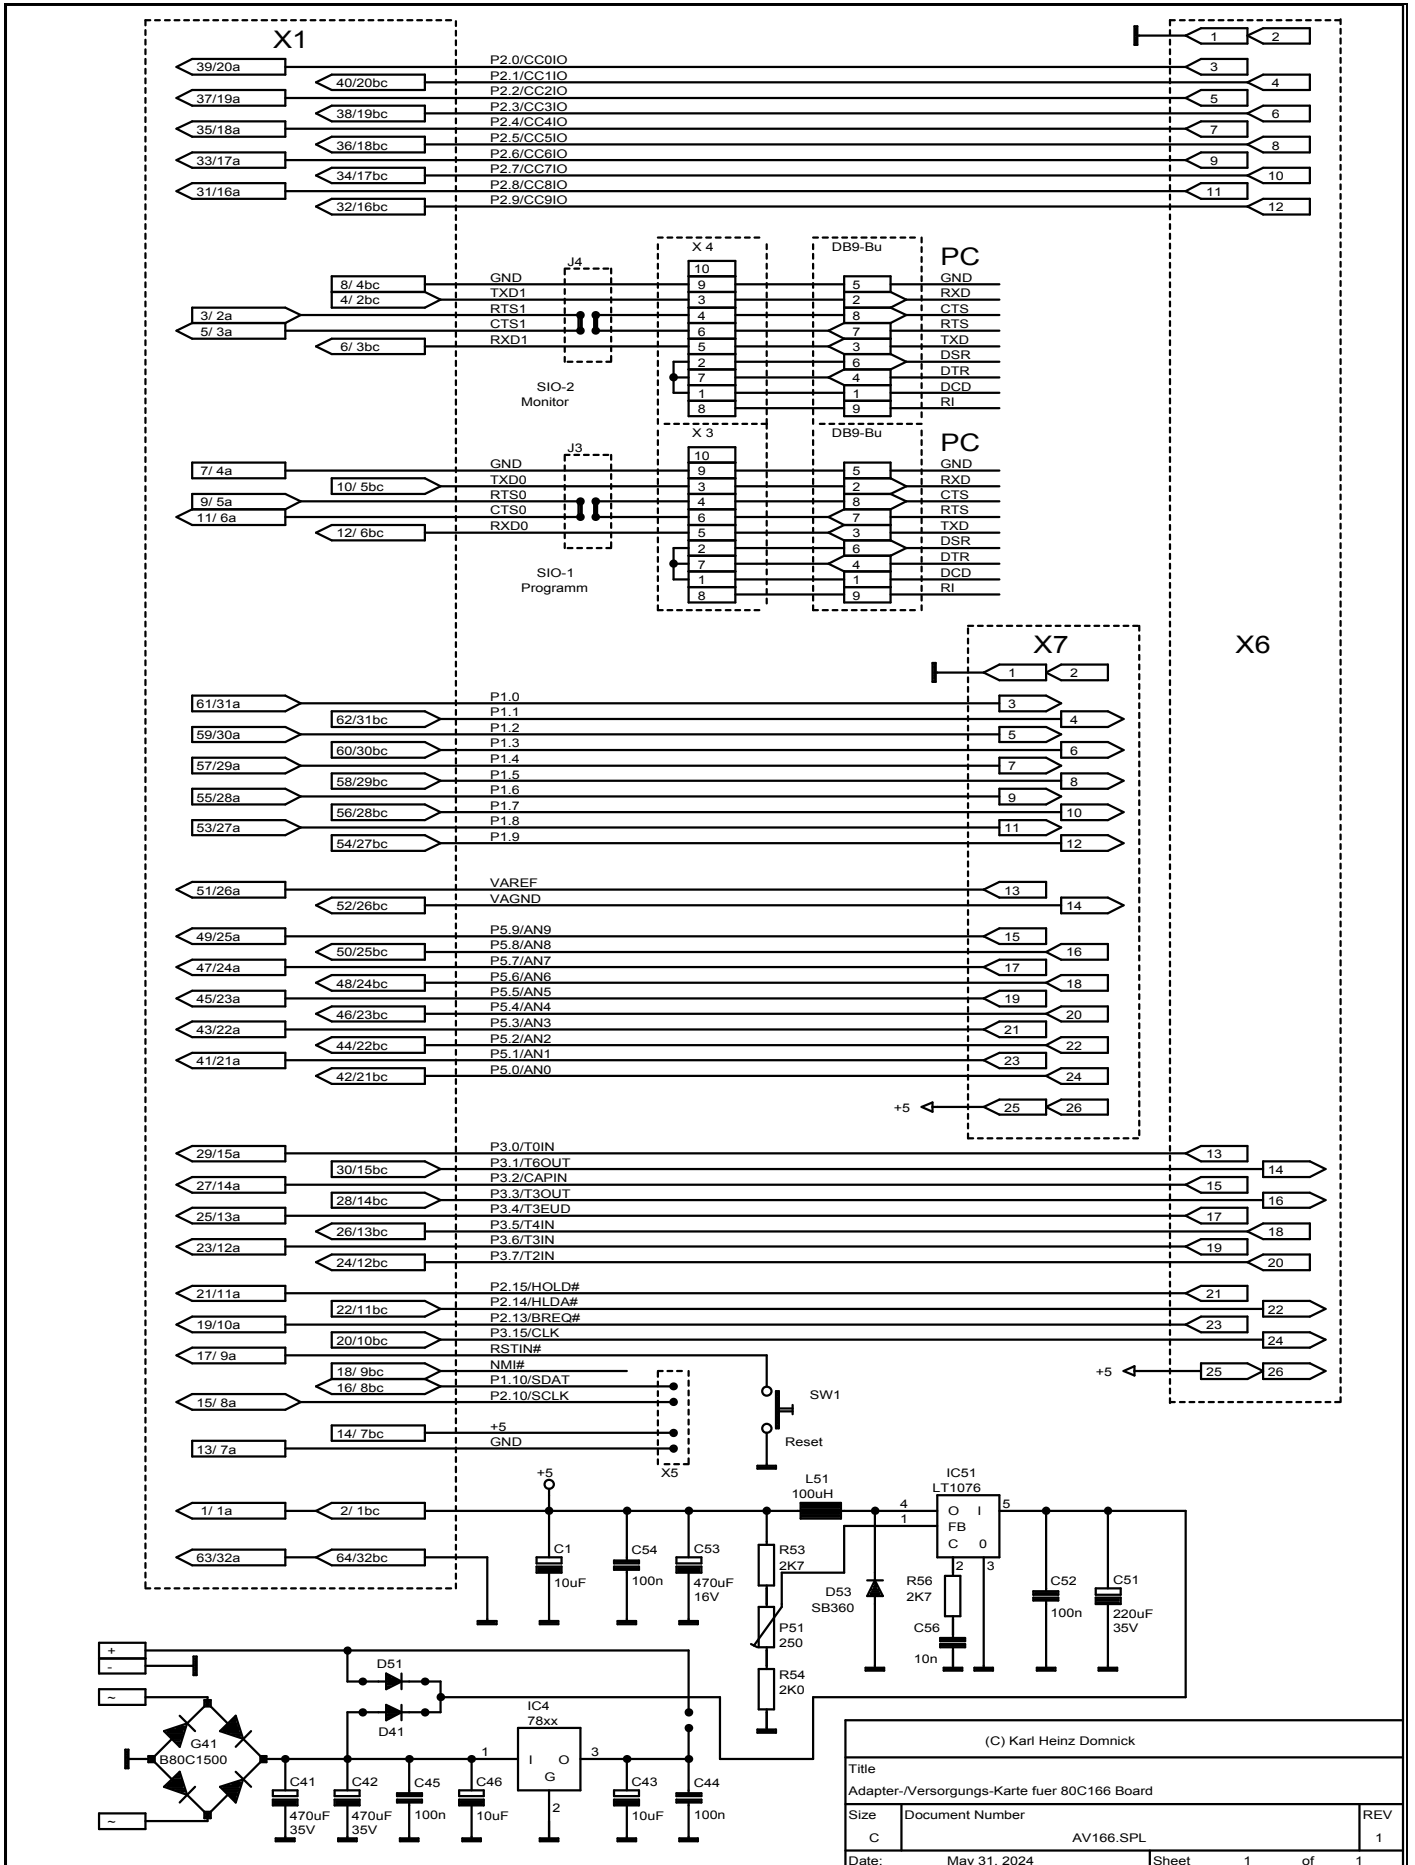 X1
1 2
39/20a P2.0/CC0IO 3
40/20bc P2.1/CC1IO 4
37/19a P2.2/CC2IO 5
38/19bc P2.3/CC3IO 6
35/18a P2.4/CC4IO 7
36/18bc P2.5/CC5IO 8
33/17a P2.6/CC6IO 9
34/17bc P2.7/CC7IO 10
31/16a P2.8/CC8IO 11
32/16bc P2.9/CC9IO 12
X 4 DB9-Bu PC
J4
10
8/ 4bc GND 9 5 GND
4/ 2bc TXD1 3 2 RXD
3/ 2a RTS1 4 8 CTS
5/ 3a CTS1 6 7 RTS
6/ 3bc RXD1 5 3 TXD
2 6 DSR
7 4 DTR
1 1 DCD
8 9 RI
SIO-2
Monitor
X 3 DB9-Bu PC
J3
10
7/ 4a GND 9 5 GND
10/ 5bc TXD0 3 2 RXD
9/ 5a RTS0 4 8 CTS
11/ 6a CTS0 6 7 RTS
12/ 6bc RXD0 5 3 TXD
2 6 DSR
7 4 DTR
1 1 DCD
8 9 RI
SIO-1
Programm
X7 X6
1 2
61/31a P1.0 3
62/31bc P1.1 4
59/30a P1.2 5
60/30bc P1.3 6
57/29a P1.4 7
58/29bc P1.5 8
55/28a P1.6 9
56/28bc P1.7 10
53/27a P1.8 11
54/27bc P1.9 12
51/26a VAREF 13
52/26bc VAGND 14
49/25a P5.9/AN9 15
50/25bc P5.8/AN8 16
47/24a P5.7/AN7 17
48/24bc P5.6/AN6 18
45/23a P5.5/AN5 19
46/23bc P5.4/AN4 20
43/22a P5.3/AN3 21
44/22bc P5.2/AN2 22
41/21a P5.1/AN1 23
42/21bc P5.0/AN0 24
+5 25 26
29/15a P3.0/T0IN 13
30/15bc P3.1/T6OUT 14
27/14a P3.2/CAPIN 15
28/14bc P3.3/T3OUT 16
25/13a P3.4/T3EUD 17
26/13bc P3.5/T4IN 18
23/12a P3.6/T3IN 19
24/12bc P3.7/T2IN 20
21/11a P2.15/HOLD# 21
22/11bc P2.14/HLDA# 22
19/10a P2.13/BREQ# 23
20/10bc P3.15/CLK 24
17/ 9a RSTIN#
18/ 9bc NMI# +5 25 26
16/ 8bc P1.10/SDAT
15/ 8a P2.10/SCLK
SW1
14/ 7bc +5
13/ 7a GND Reset
X5
+5 L51 IC51
100uH LT1076
1/ 1a 2/ 1bc 4 O I 5
1 FB
C 0
2 3
63/32a 64/32bc
C1
10uF
C54
100n
C53
470uF
16V
R53
2K7
P51
250
R54
2K0
D53
SB360
R56
2K7
C56
10n
C52
100n
C51
220uF
35V
+
-
~
~
D51
D41
G41
B80C1500
IC4
78xx
1 I O 3
G
2
C41
470uF
35V
C42
470uF
35V
C45
100n
C46
10uF
C43
10uF
C44
100n
(C) Karl Heinz Domnick
Title
Adapter-/Versorgungs-Karte fuer 80C166 Board
Size Document Number REV
C AV166.SPL 1
Date: May 31, 2024 Sheet 1 of 1